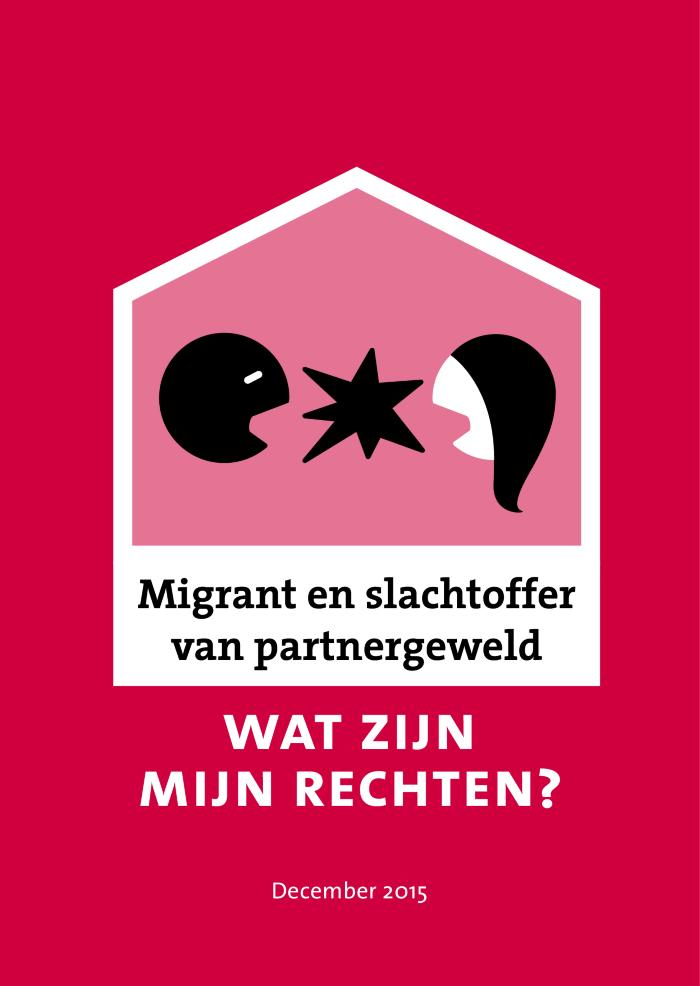 Migrant en slachtoffer
van partnergeweld
WAT ZIJN
MIJN RECHTEN?
December 2015